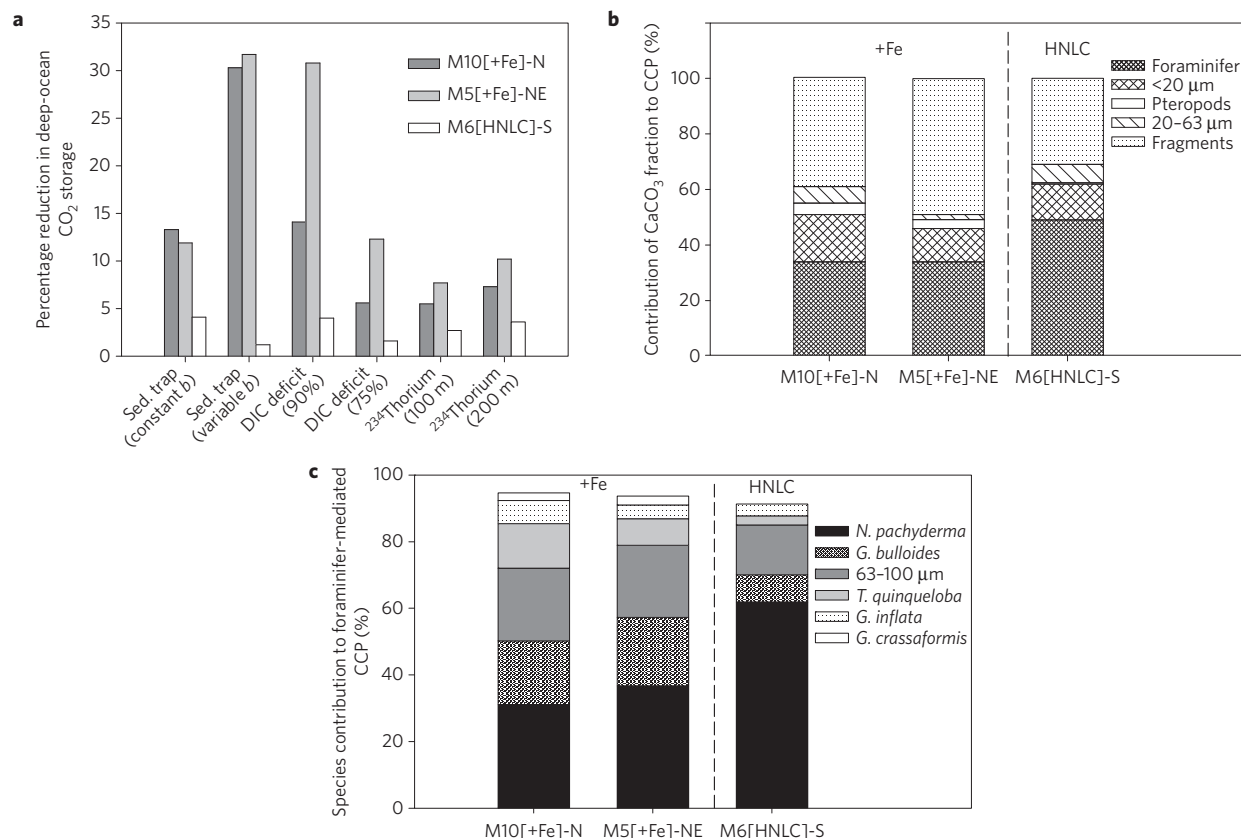 a
Percentage reduction in deep-ocean
CO₂ storage
35
30
25
20
15
10
5
0
M10[+Fe]-N
M5[+Fe]-NE
M6[HNLC]-S
Sed. trap
(constant b)
Sed. trap
(variable b)
DIC deficit
(90%)
DIC deficit
(75%)
²³⁴Thorium
(100 m)
²³⁴Thorium
(200 m)
b
Contribution of CaCO₃ fraction to CCP (%)
100
80
60
40
20
0
+Fe
HNLC
Foraminifer
<20 μm
Pteropods
20–63 μm
Fragments
M10[+Fe]-N
M5[+Fe]-NE
M6[HNLC]-S
c
Species contribution to foraminifer-mediated
CCP (%)
100
80
60
40
20
0
+Fe
HNLC
N. pachyderma
G. bulloides
63–100 μm
T. quinqueloba
G. inflata
G. crassaformis
M10[+Fe]-N
M5[+Fe]-NE
M6[HNLC]-S